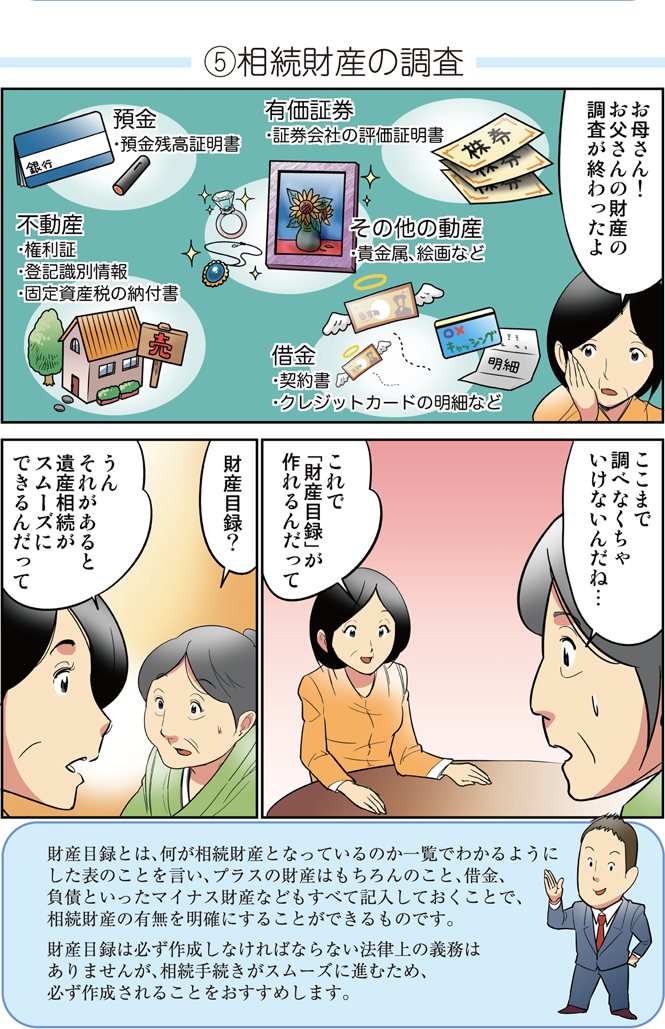 ⑤相続財産の調査
お母さん!
お父さんの財産の
調査が終わったよ
預金
・預金残高証明書
銀行
有価証券
・証券会社の評価証明書
株券
株券
株券
不動産
・権利証
・登記識別情報
・固定資産税の納付書
売
その他の動産
・貴金属、絵画など
借金
・契約書
・クレジットカードの明細など
OX
キャッシング
明細
ここまで
調べなくちゃ
いけないんだね…
これで
「財産目録」が
作れるんだって
財産目録?
うん
それがあると
遺産相続が
スムーズに
できるんだって
財産目録とは、何が相続財産となっているのか一覧でわかるように
した表のことを言い、プラスの財産はもちろんのこと、借金、
負債といったマイナス財産などもすべて記入しておくことで、
相続財産の有無を明確にすることができるものです。
財産目録は必ず作成しなければならない法律上の義務は
ありませんが、相続手続きがスムーズに進むため、
必ず作成されることをおすすめします。